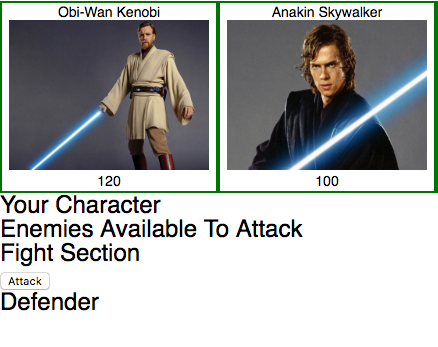 Obi-Wan Kenobi
Anakin Skywalker
120
100
Your Character
Enemies Available To Attack
Fight Section
Attack
Defender